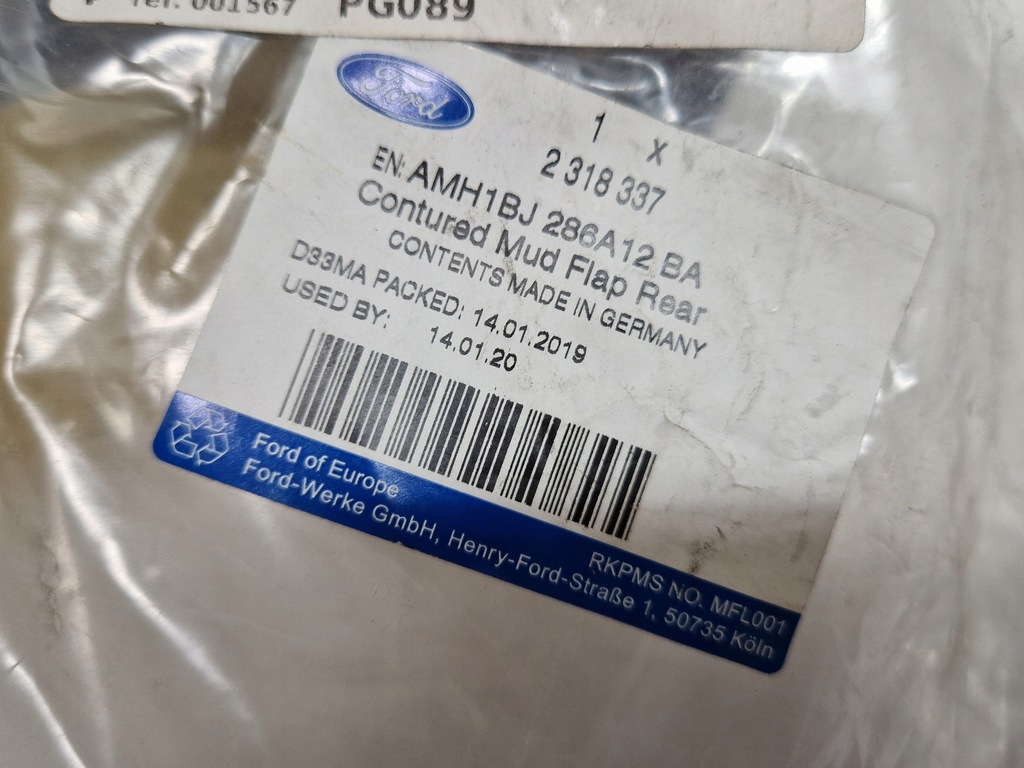 Tel. 001567 PG089
Ford
1 x
2 318 337
EN: AMH1BJ 286A12 BA
Contured Mud Flap Rear
CONTENTS MADE IN GERMANY
D33MA PACKED: 14.01.2019
USED BY: 14.01.20
Ford of Europe
RKPMS NO. MFL001
Ford-Werke GmbH, Henry-Ford-Straße 1, 50735 Köln